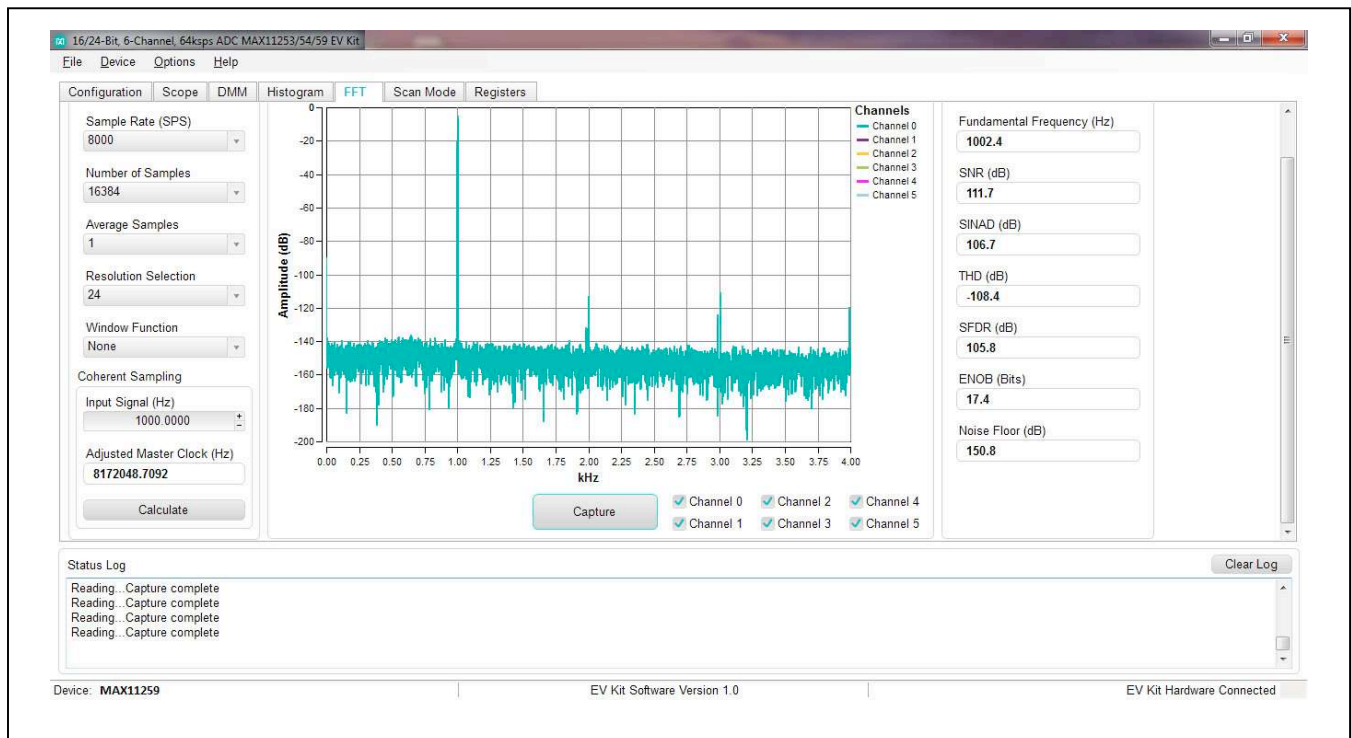 16/24-Bit, 6-Channel, 64ksps ADC MAX11253/54/59 EV Kit
File Device Options Help
Configuration Scope DMM Histogram FFT Scan Mode Registers
Sample Rate (SPS)
8000
Number of Samples
16384
Average Samples
1
Resolution Selection
24
Window Function
None
Coherent Sampling
Input Signal (Hz)
1000.0000
+
-
Adjusted Master Clock (Hz)
8172048.7092
Calculate
Amplitude (dB)
0
-20
-40
-60
-80
-100
-120
-140
-160
-180
-200
0.00 0.25 0.50 0.75 1.00 1.25 1.50 1.75 2.00 2.25 2.50 2.75 3.00 3.25 3.50 3.75 4.00
kHz
Channels
Channel 0
Channel 1
Channel 2
Channel 3
Channel 4
Channel 5
Capture
Channel 0 Channel 2 Channel 4
Channel 1 Channel 3 Channel 5
Fundamental Frequency (Hz)
1002.4
SNR (dB)
111.7
SINAD (dB)
106.7
THD (dB)
-108.4
SFDR (dB)
105.8
ENOB (Bits)
17.4
Noise Floor (dB)
150.8
Status Log
Clear Log
Reading...Capture complete
Reading...Capture complete
Reading...Capture complete
Reading...Capture complete
Device: MAX11259
EV Kit Software Version 1.0
EV Kit Hardware Connected